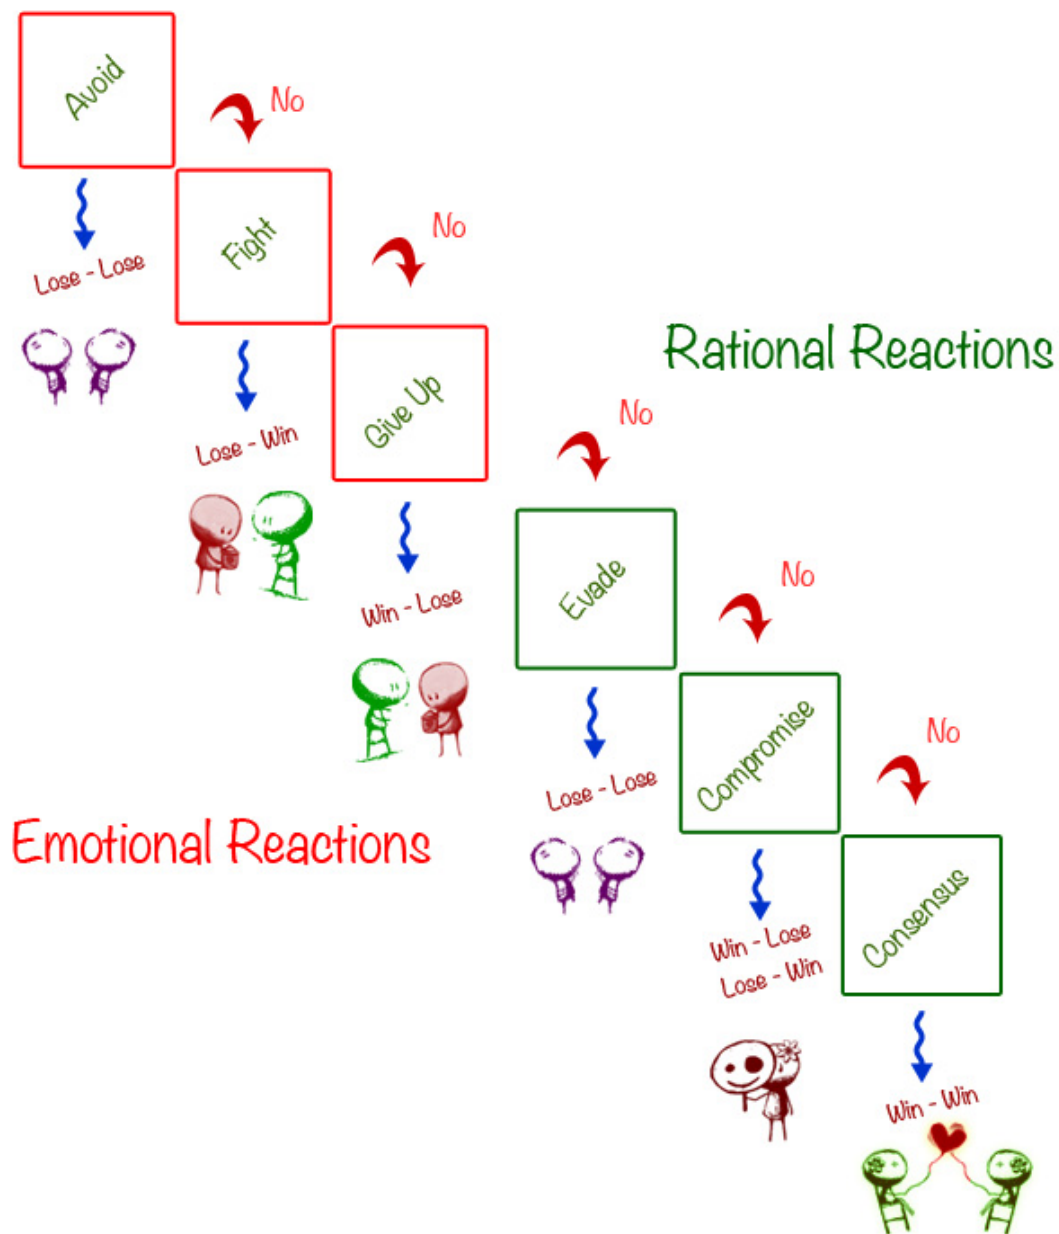 Avoid
No
Lose - Lose
Fight
No
Lose - Win
Give Up
Rational Reactions
No
Win - Lose
Evade
No
Lose - Lose
Compromise
No
Emotional Reactions
Win - Lose
Lose - Win
Consensus
Win - Win